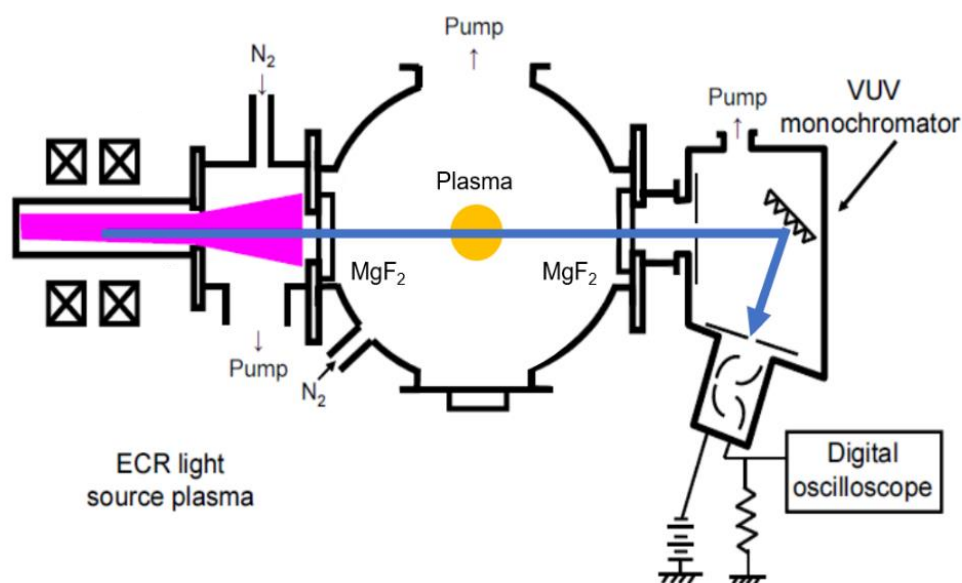 Pump
↑
N₂
↓
Pump
↑
VUV
monochromator
Plasma
MgF₂
MgF₂
↓
Pump
N₂
ECR light
source plasma
Digital
oscilloscope